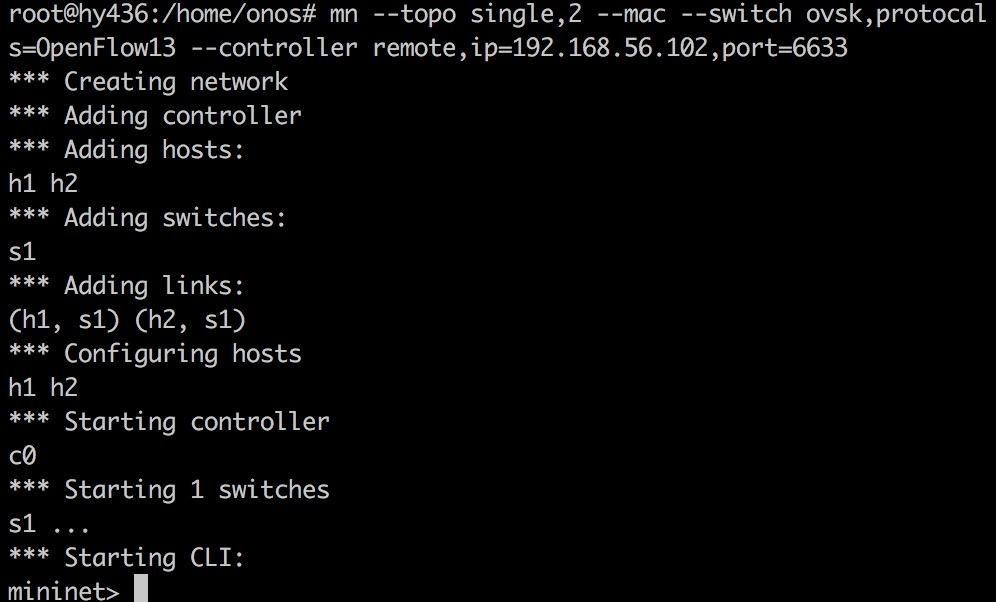 root@hy436:/home/onos# mn --topo single,2 --mac --switch ovsk,protocal
s=OpenFlow13 --controller remote,ip=192.168.56.102,port=6633
*** Creating network
*** Adding controller
*** Adding hosts:
h1 h2
*** Adding switches:
s1
*** Adding links:
(h1, s1) (h2, s1)
*** Configuring hosts
h1 h2
*** Starting controller
c0
*** Starting 1 switches
s1 ...
*** Starting CLI:
mininet>